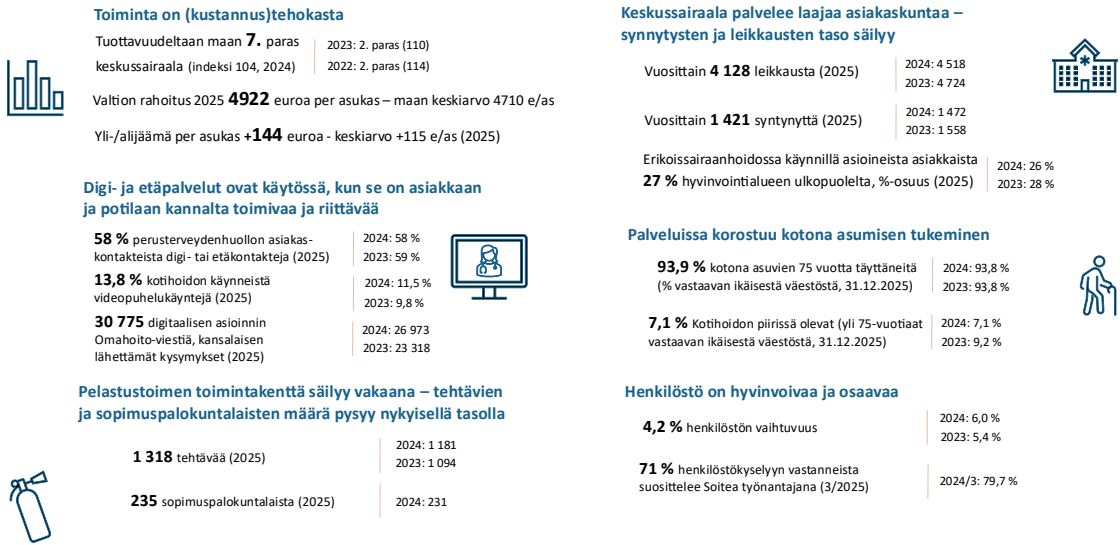 Toiminta on (kustannus)tehokasta
Tuottavuudeltaan maan 7. paras
keskussairaala (indeksi 104, 2024)
2023: 2. paras (110)
2022: 2. paras (114)
Valtion rahoitus 2025 4922 euroa per asukas – maan keskiarvo 4710 e/as
Yli-/alijäämä per asukas +144 euroa - keskiarvo +115 e/as (2025)
Digi- ja etäpalvelut ovat käytössä, kun se on asiakkaan
ja potilaan kannalta toimivaa ja riittävää
58 % perusterveydenhuollon asiakas-
kontakteista digi- tai etäkontakteja (2025)
2024: 58 %
2023: 59 %
13,8 % kotihoidon käynneistä
videopuhelukäyntejä (2025)
2024: 11,5 %
2023: 9,8 %
30 775 digitaalisen asioinnin
Omahoito-viestiä, kansalaisen
lähettämät kysymykset (2025)
2024: 26 973
2023: 23 318
Pelastustoimen toimintakenttä säilyy vakaana – tehtävien
ja sopimuspalokuntalaisten määrä pysyy nykyisellä tasolla
1 318 tehtävää (2025)
2024: 1 181
2023: 1 094
235 sopimuspalokuntalaista (2025)
2024: 231
Keskussairaala palvelee laajaa asiakaskuntaa –
synnytysten ja leikkausten taso säilyy
Vuosittain 4 128 leikkausta (2025)
2024: 4 518
2023: 4 724
Vuosittain 1 421 syntynyttä (2025)
2024: 1 472
2023: 1 558
Erikoissairaanhoidossa käynnillä asioineista asiakkaista
27 % hyvinvointialueen ulkopuolelta, %-osuus (2025)
2024: 26 %
2023: 28 %
Palveluissa korostuu kotona asumisen tukeminen
93,9 % kotona asuvien 75 vuotta täyttäneitä
(% vastaavan ikäisestä väestöstä, 31.12.2025)
2024: 93,8 %
2023: 93,8 %
7,1 % Kotihoidon piirissä olevat (yli 75-vuotiaat
vastaavan ikäisestä väestöstä, 31.12.2025)
2024: 7,1 %
2023: 9,2 %
Henkilöstö on hyvinvoivaa ja osaavaa
4,2 % henkilöstön vaihtuvuus
2024: 6,0 %
2023: 5,4 %
71 % henkilöstökyselyyn vastanneista
suosittelee Soitea työnantajana (3/2025)
2024/3: 79,7 %